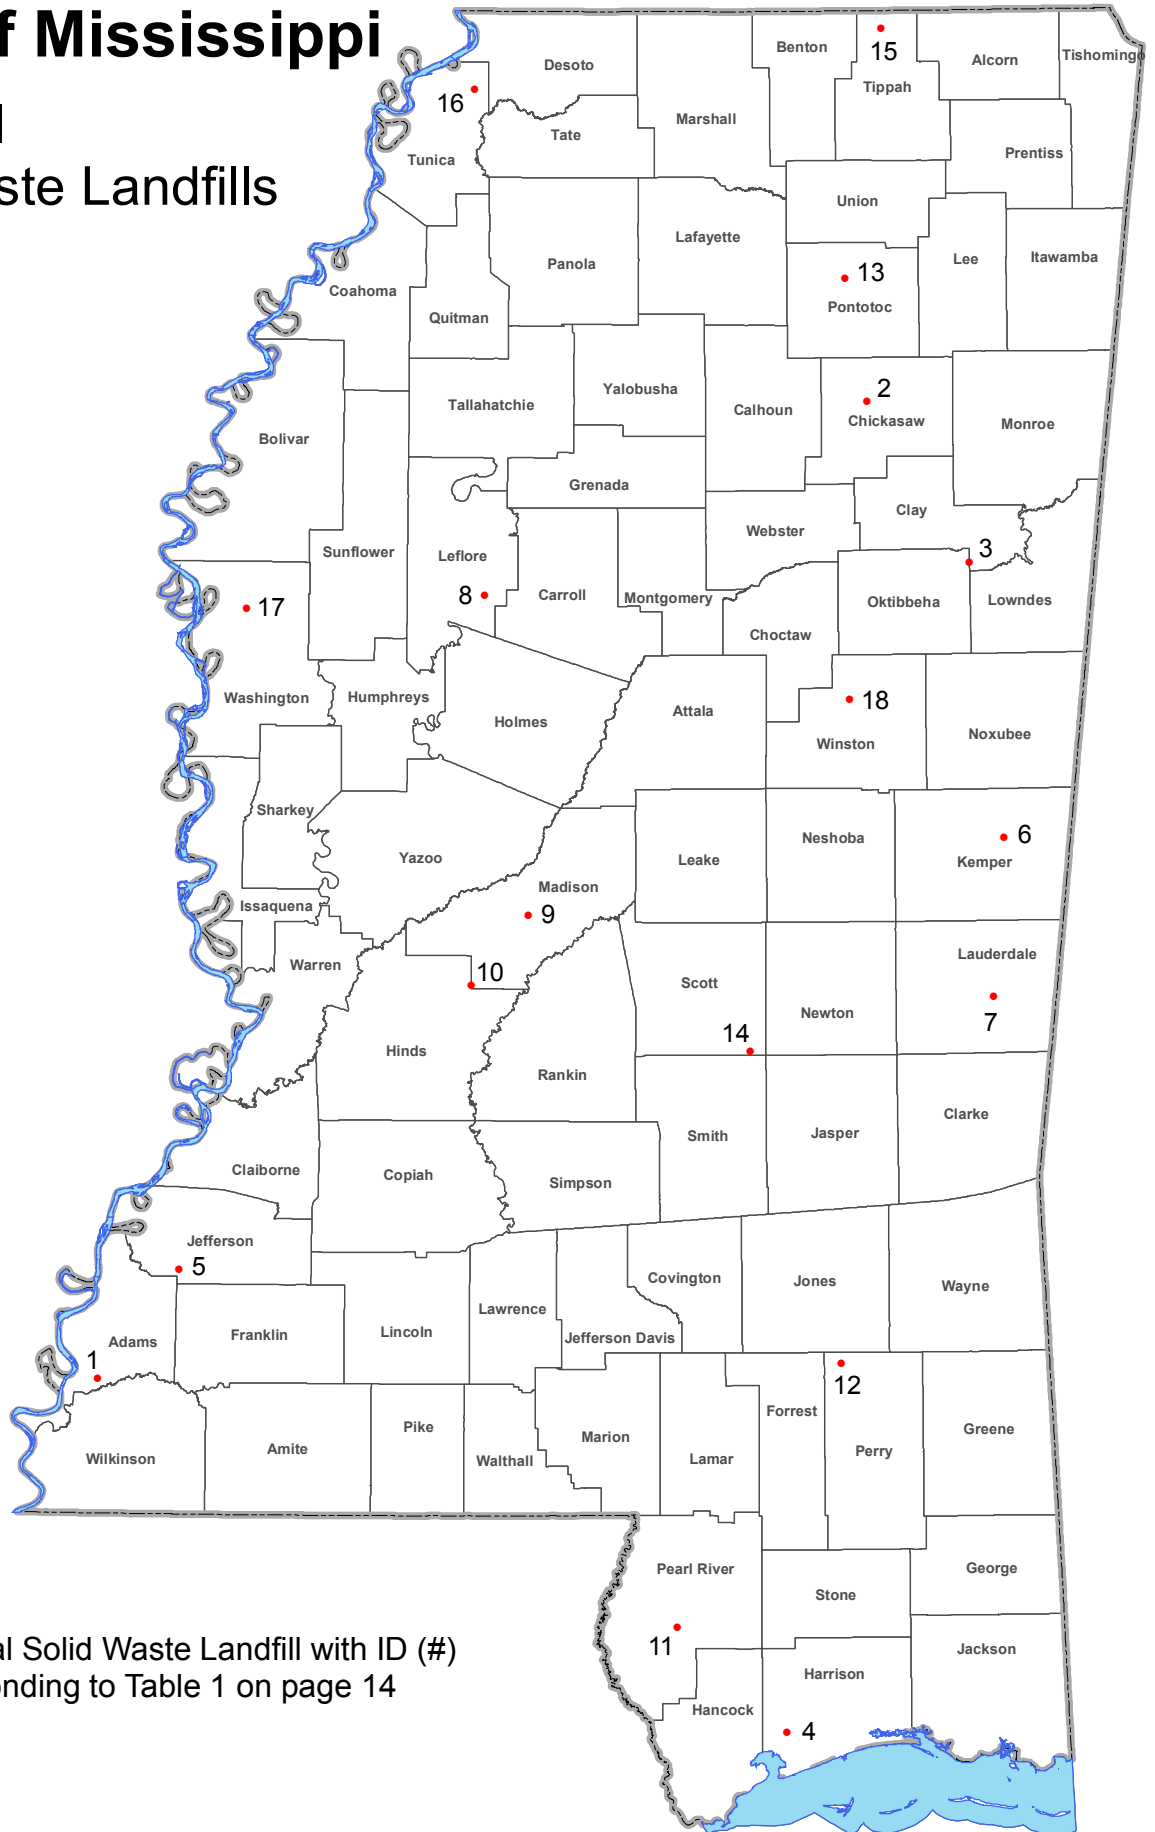 f Mississippi
ste Landfills
Benton
15
Desoto
Alcorn
Tishomingo
Tippah
16
Marshall
Tate
Prentiss
Tunica
Union
Lafayette
Lee
Itawamba
Panola
13
Coahoma
Pontotoc
Quitman
2
Yalobusha
Tallahatchie
Calhoun
Chickasaw
Monroe
Bolivar
Grenada
Clay
Webster
3
Sunflower
Leflore
8
Carroll
Montgomery
Oktibbeha
Lowndes
17
Choctaw
Washington
Humphreys
18
Attala
Holmes
Winston
Noxubee
Sharkey
6
Neshoba
Yazoo
Leake
Kemper
Madison
Issaquena
9
Lauderdale
Warren
10
Scott
Newton
7
14
Hinds
Rankin
Clarke
Smith
Jasper
Claiborne
Copiah
Simpson
Jefferson
5
Covington
Jones
Wayne
Lawrence
Adams
Franklin
Lincoln
Jefferson Davis
1
12
Forrest
Pike
Marion
Greene
Amite
Perry
Wilkinson
Walthall
Lamar
Pearl River
George
Stone
11
al Solid Waste Landfill with ID (#)
Jackson
Harrison
onding to Table 1 on page 14
Hancock
4